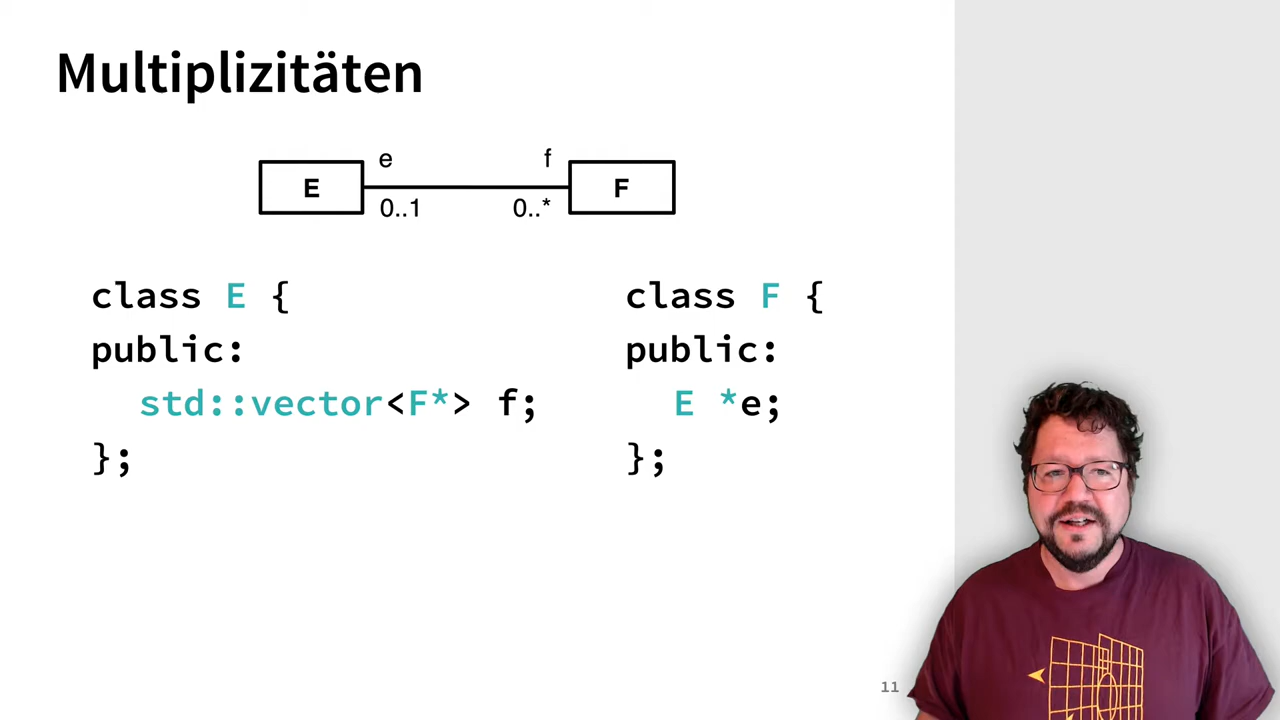 Multiplizitäten
e f
E F
0..1 0..*
class E {
public:
  std::vector<F*> f;
};
class F {
public:
  E *e;
};
11